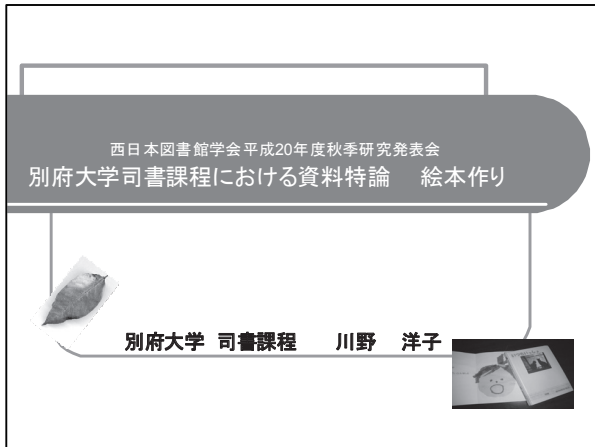 西日本図書館学会平成20年度秋季研究発表会
別府大学司書課程における資料特論　絵本作り
別府大学 司書課程　川野　洋子